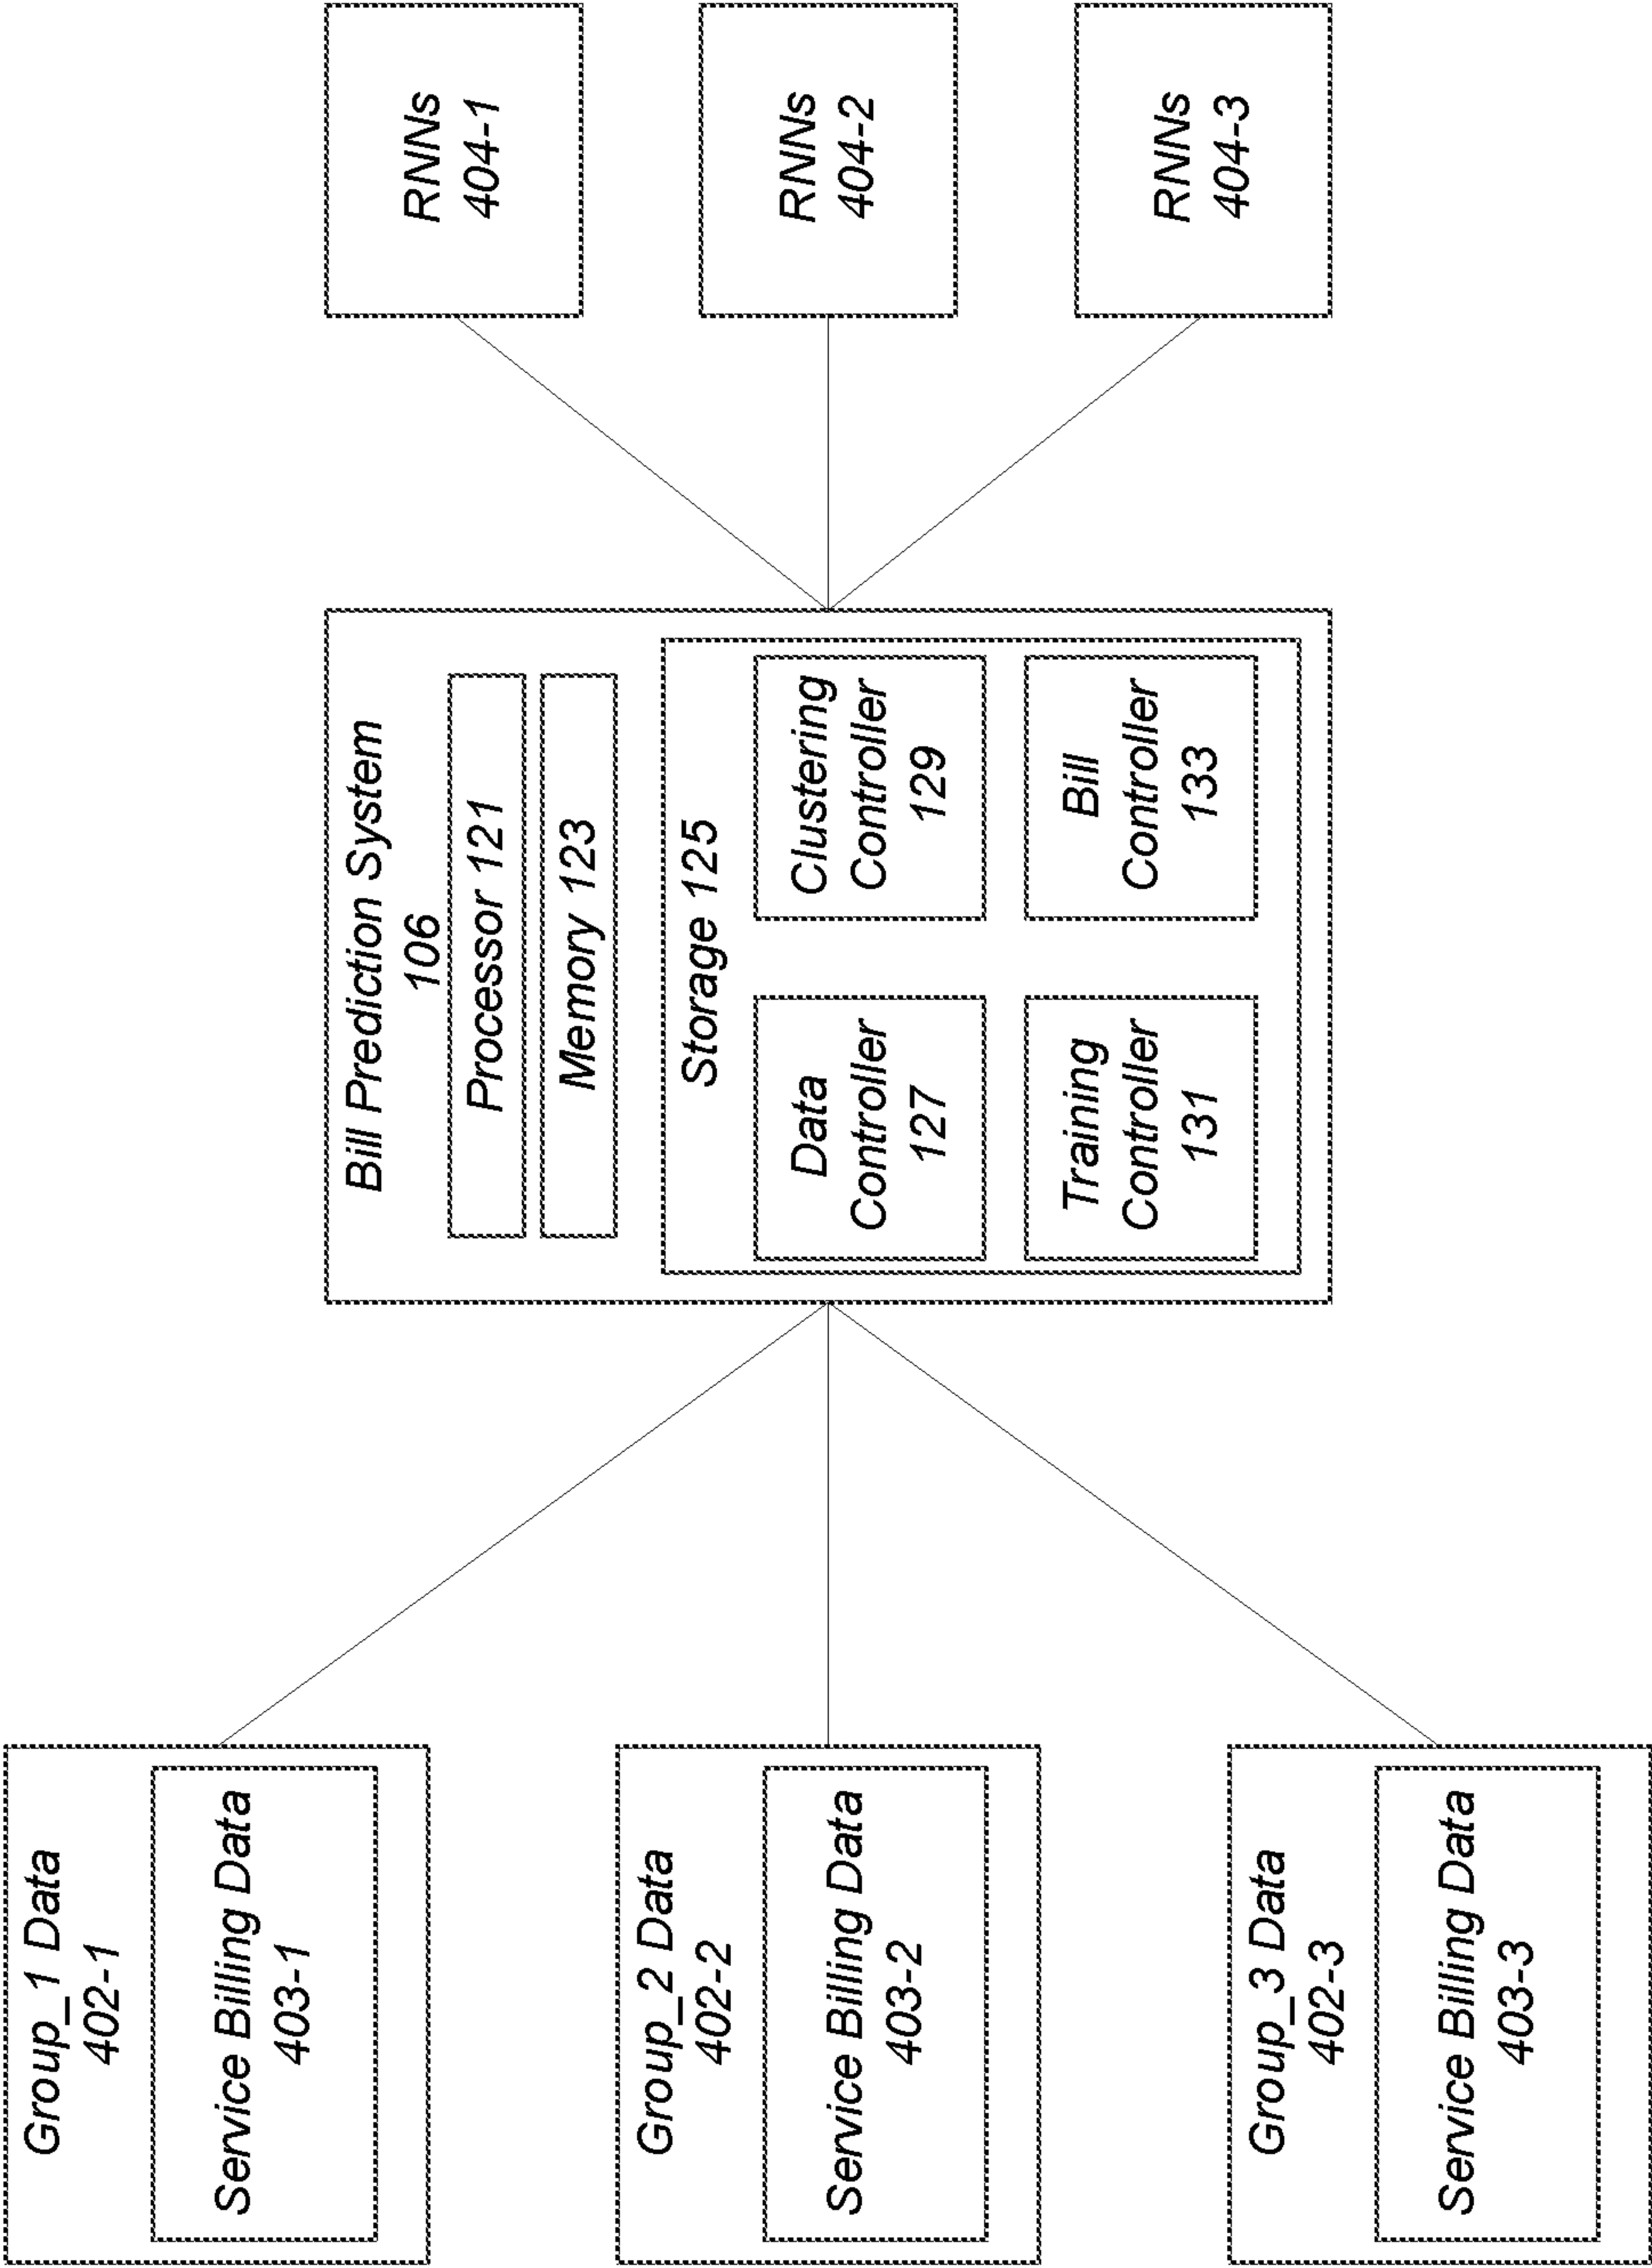 Group_1 Data
402-1
Service Billing Data
403-1
Group_2 Data
402-2
Service Billing Data
403-2
Group_3 Data
402-3
Service Billing Data
403-3
Bill Prediction System
106
Processor 121
Memory 123
Storage 125
Data
Controller
127
Clustering
Controller
129
Training
Controller
131
Bill
Controller
133
RNNs
404-1
RNNs
404-2
RNNs
404-3